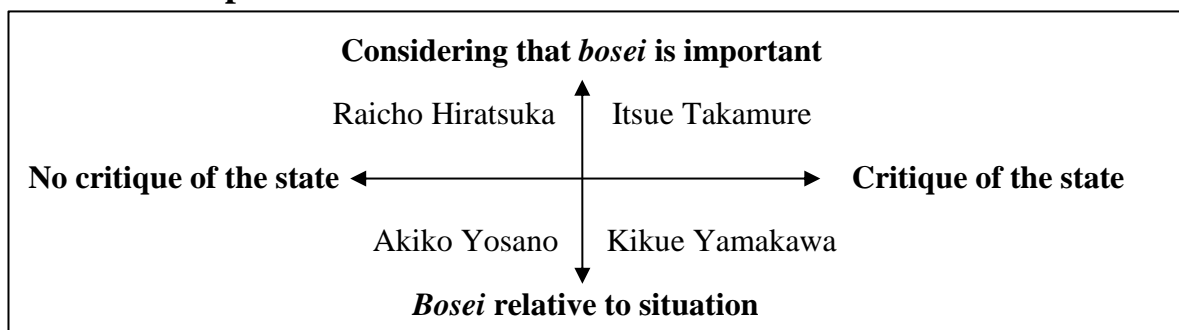 Considering that bosei is important
Raicho Hiratsuka Itsue Takamure
No critique of the state Critique of the state
Akiko Yosano Kikue Yamakawa
Bosei relative to situation